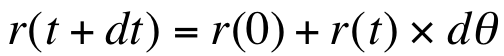 r(t + dt) = r(0) + r(t) × dθ